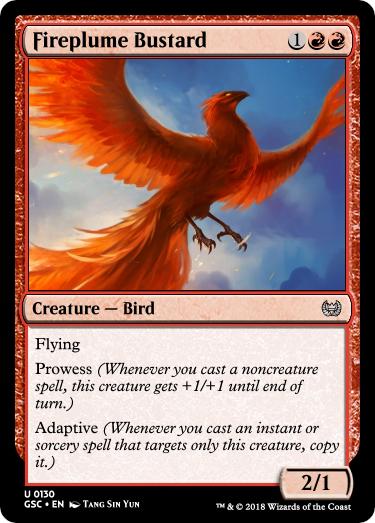 Fireplume Bustard 1
Creature — Bird
Flying
Prowess (Whenever you cast a noncreature
spell, this creature gets +1/+1 until end of
turn.)
Adaptive (Whenever you cast an instant or
sorcery spell that targets only this creature, copy
it.)
2/1
U 0130
GSC • EN Tang Sin Yun
™ & © 2018 Wizards of the Coast